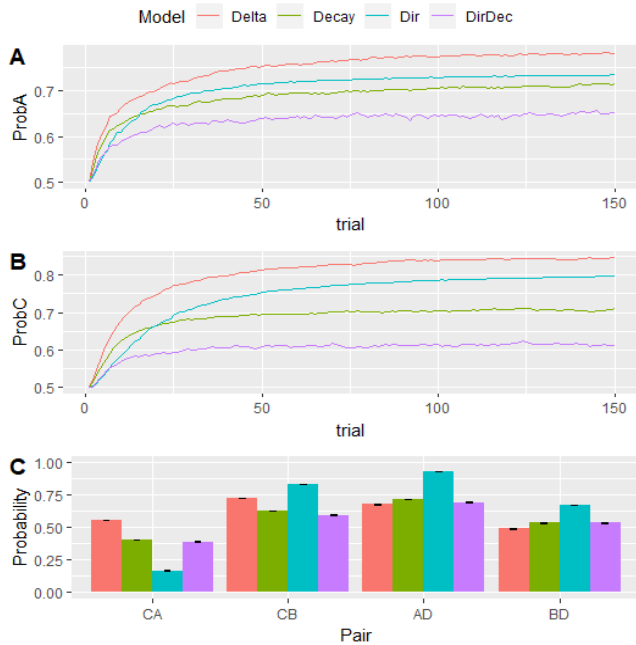 Model Delta Decay Dir DirDec
A
ProbA
0.7
0.6
0.5
0 50 100 150
trial
B
ProbC
0.8
0.7
0.6
0.5
0 50 100 150
trial
C
Probability
1.00
0.75
0.50
0.25
0.00
CA CB AD BD
Pair